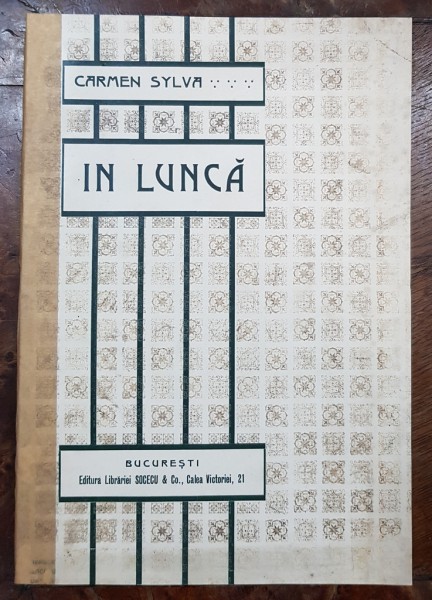 CARMEN SYLVA ∵ ∵ ∵
IN LUNCĂ
BUCUREŞTI
Editura Librăriei SOCECU & Co., Calea Victoriei, 21